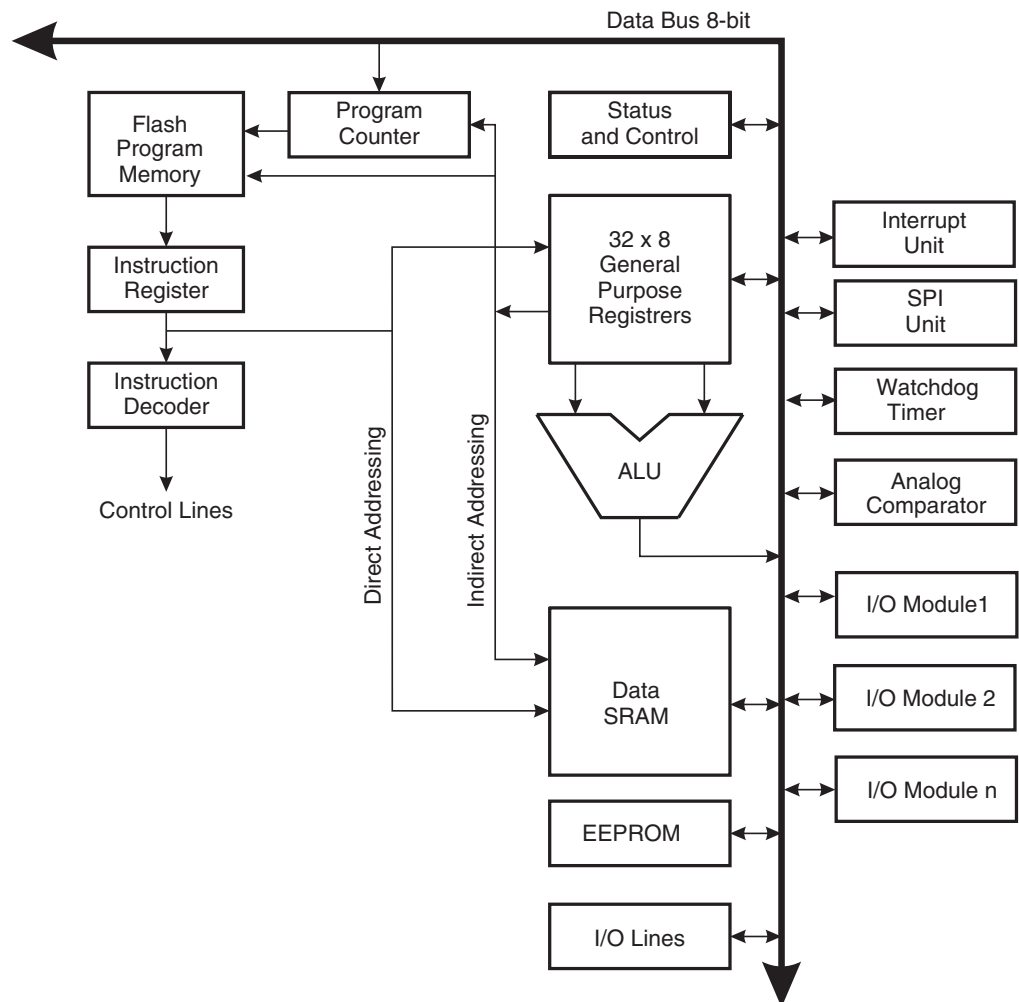 Data Bus 8-bit
Flash
Program
Memory
Program
Counter
Status
and Control
32 x 8
General
Purpose
Registrers
Interrupt
Unit
Instruction
Register
SPI
Unit
Instruction
Decoder
Watchdog
Timer
ALU
Analog
Comparator
Control Lines
Direct Addressing
Indirect Addressing
I/O Module1
Data
SRAM
I/O Module 2
I/O Module n
EEPROM
I/O Lines